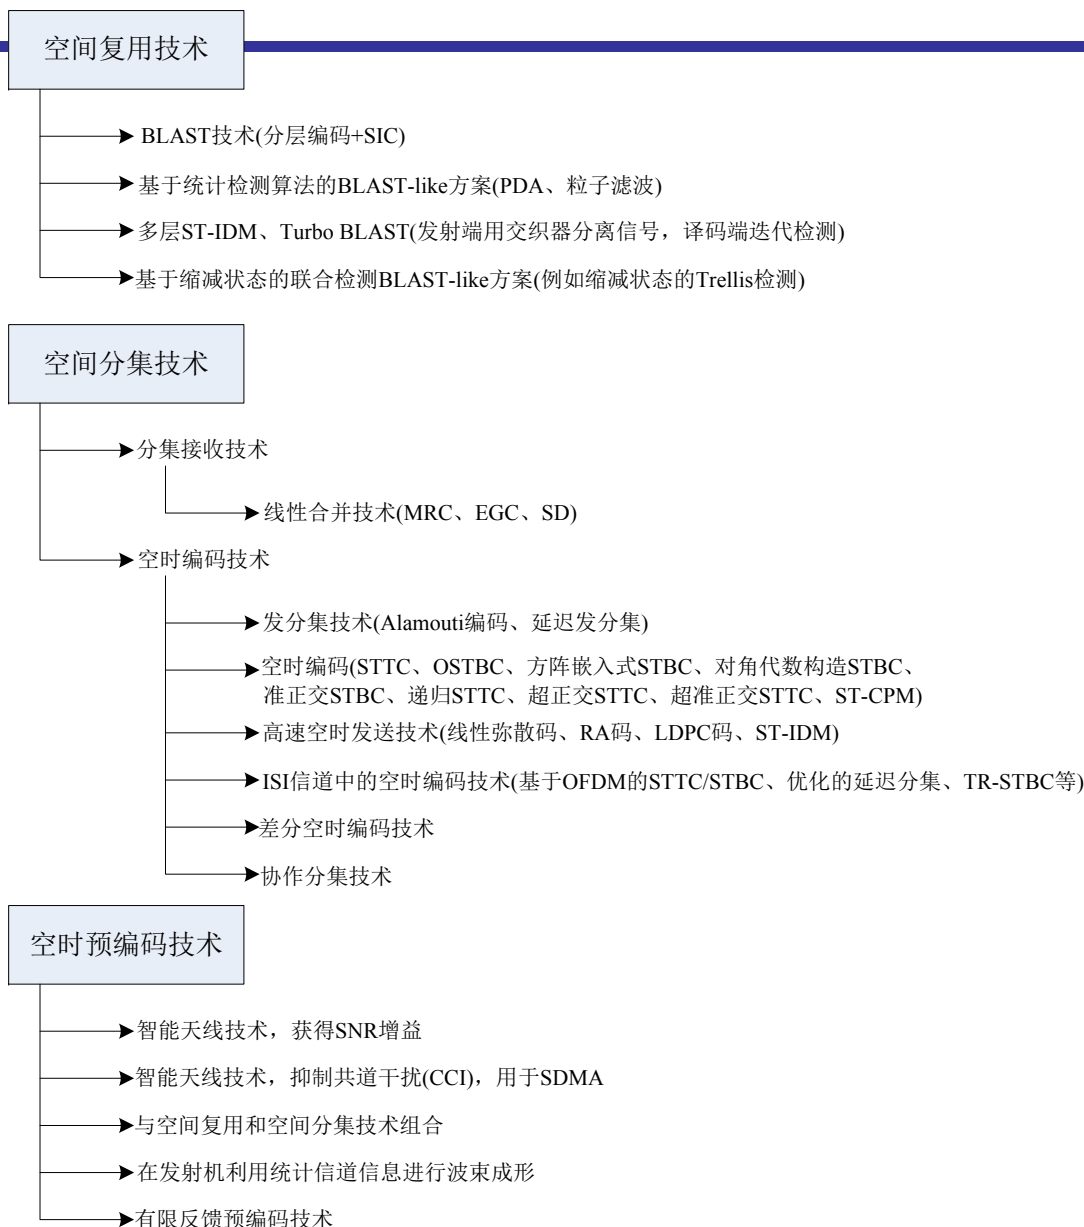 空间复用技术
BLAST技术(分层编码+SIC)
基于统计检测算法的BLAST-like方案(PDA、粒子滤波)
多层ST-IDM、Turbo BLAST(发射端用交织器分离信号，译码端迭代检测)
基于缩减状态的联合检测BLAST-like方案(例如缩减状态的Trellis检测)
空间分集技术
分集接收技术
线性合并技术(MRC、EGC、SD)
空时编码技术
发分集技术(Alamouti编码、延迟发分集)
空时编码(STTC、OSTBC、方阵嵌入式STBC、对角代数构造STBC、
准正交STBC、递归STTC、超正交STTC、超准正交STTC、ST-CPM)
高速空时发送技术(线性弥散码、RA码、LDPC码、ST-IDM)
ISI信道中的空时编码技术(基于OFDM的STTC/STBC、优化的延迟分集、TR-STBC等)
差分空时编码技术
协作分集技术
空时预编码技术
智能天线技术，获得SNR增益
智能天线技术，抑制共道干扰(CCI)，用于SDMA
与空间复用和空间分集技术组合
在发射机利用统计信道信息进行波束成形
有限反馈预编码技术